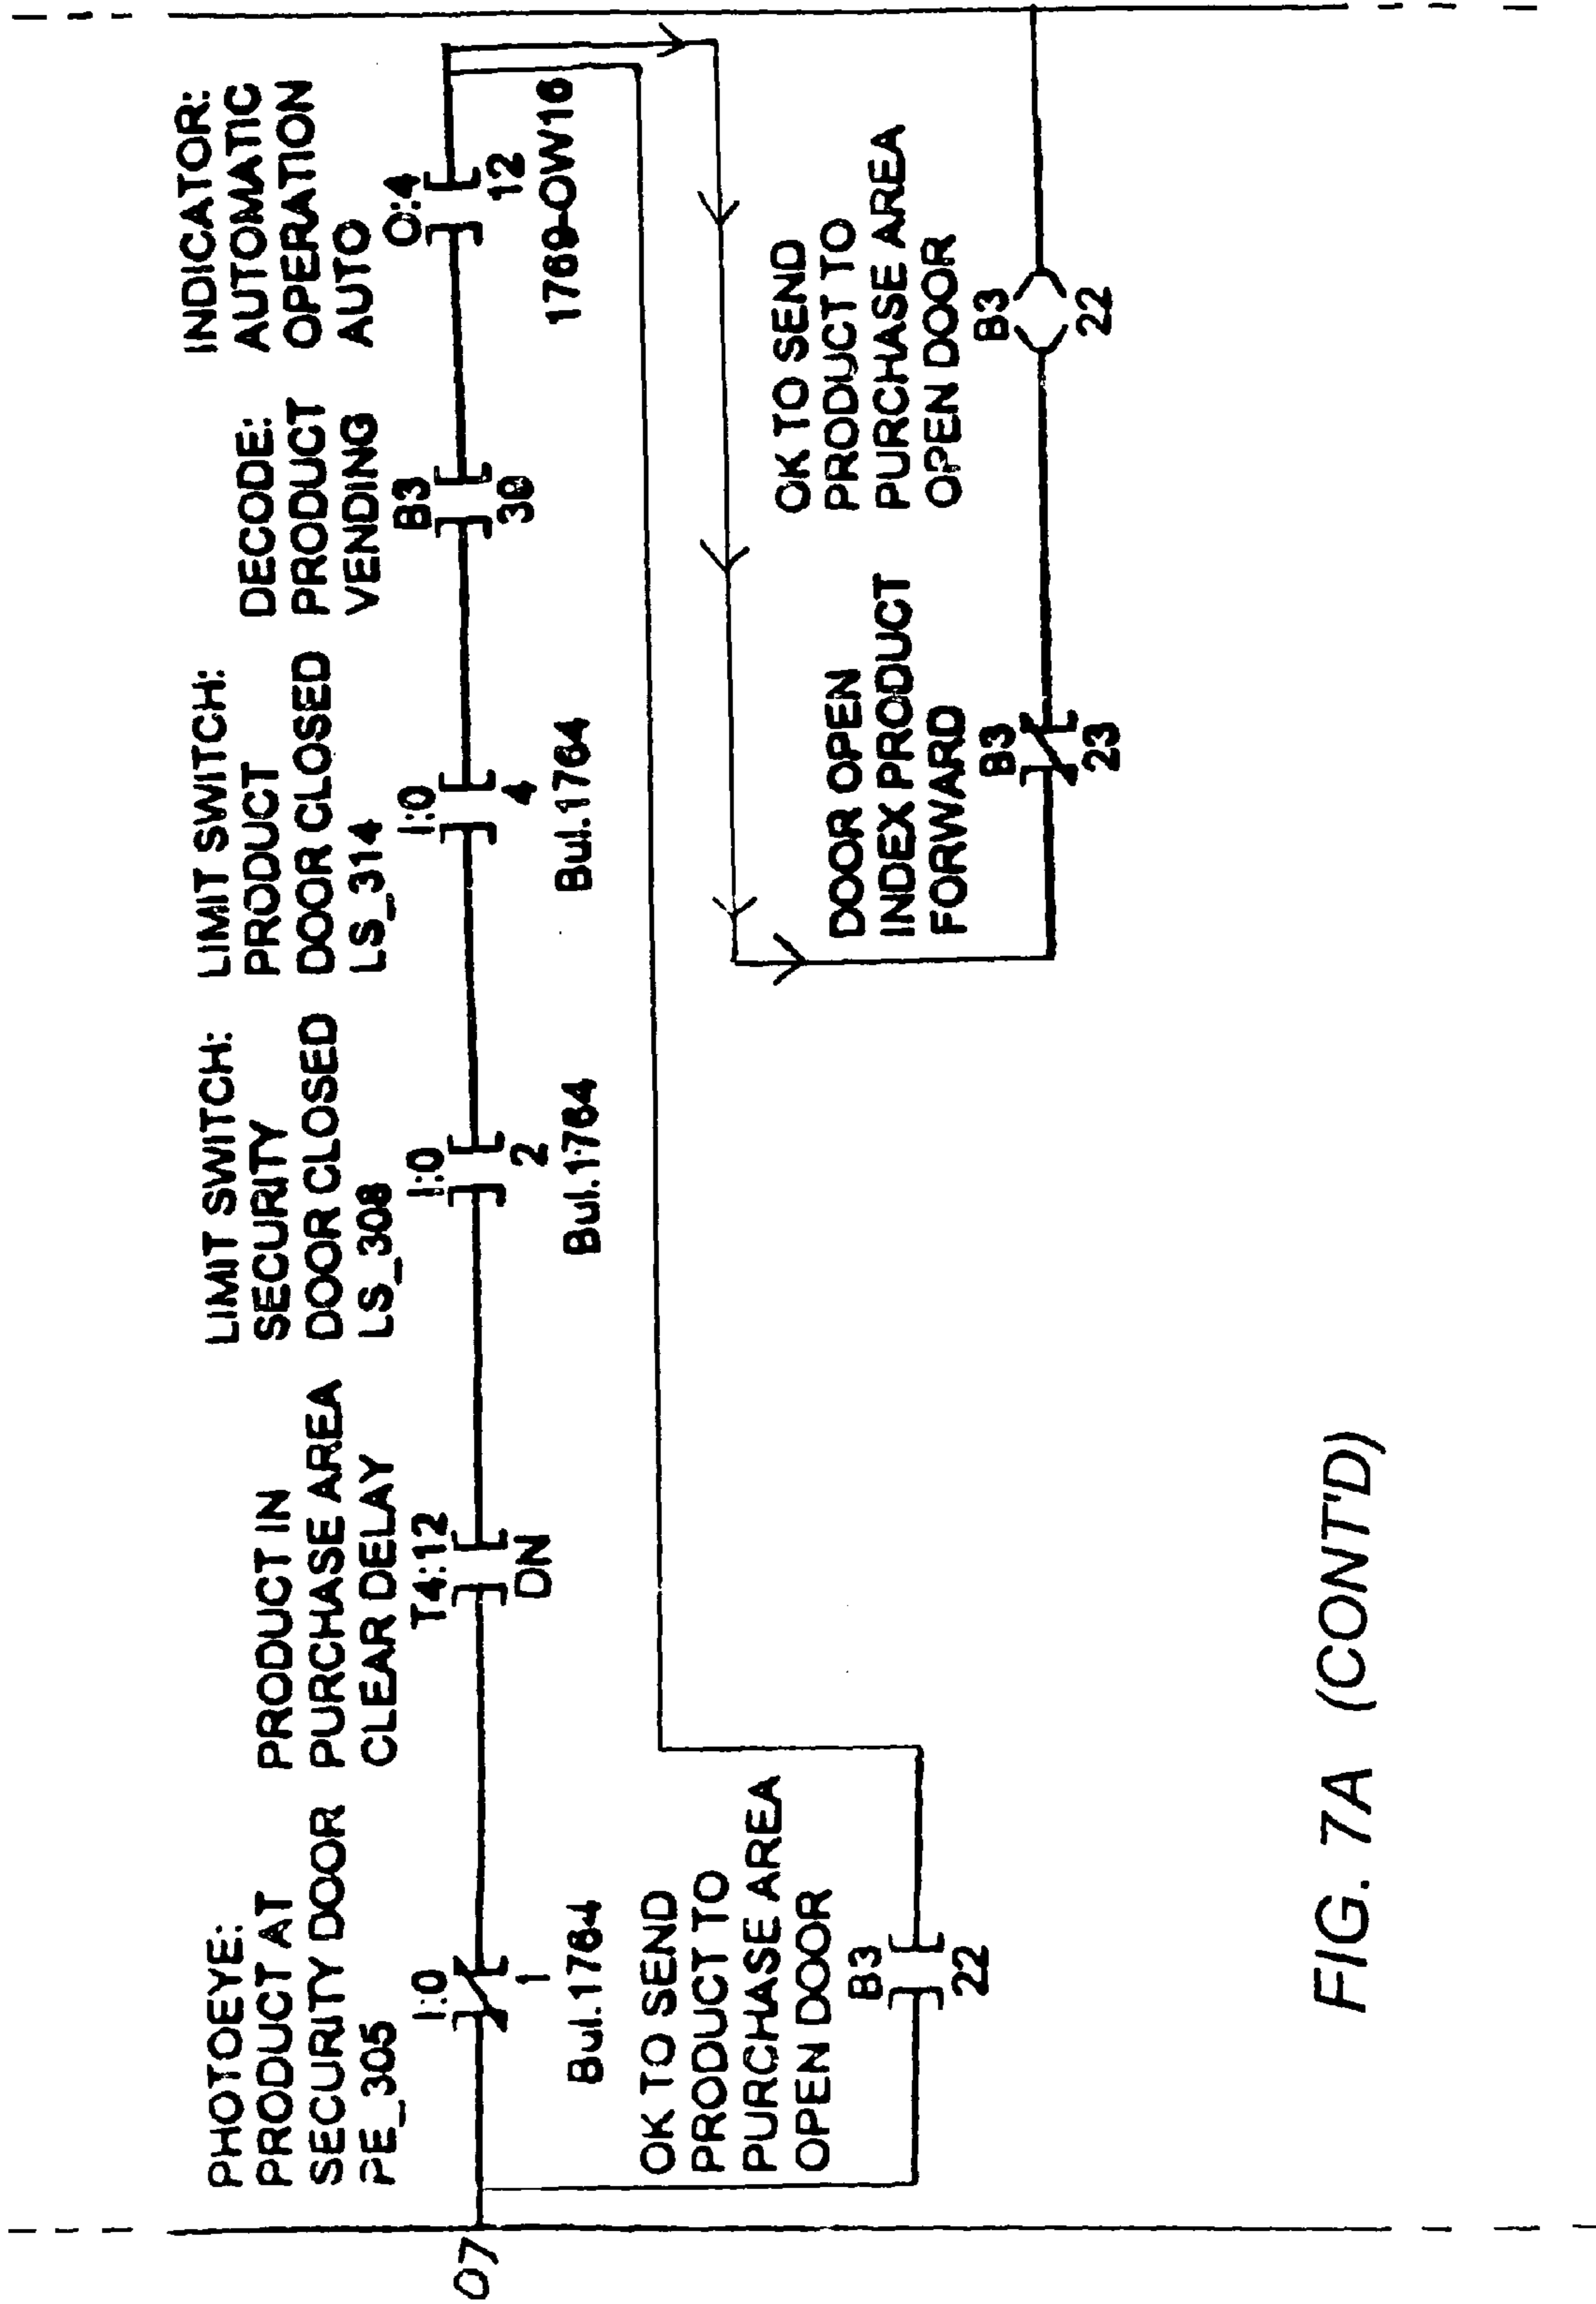 07
PHOTOEYE:
PRODUCT AT
SECURITY DOOR
PE_305
I:0
1
Bul.1764
PRODUCT IN
PURCHASE AREA
CLEAR DELAY
T4:12
DN
LIMIT SWITCH:
SECURITY
DOOR CLOSED
LS_308
I:0
2
Bul.1764
LIMIT SWITCH:
PRODUCT
DOOR CLOSED
LS_314
I:0
4
Bul.1764
DECODE:
PRODUCT
VENDING
B3
39
INDICATOR:
AUTOMATIC
OPERATION
AUTO
O:4
12
1769-OW16
OK TO SEND
PRODUCT TO
PURCHASE AREA
OPEN DOOR
B3
22
DOOR OPEN
INDEX PRODUCT
FORWARD
B3
23
OK TO SEND
PRODUCT TO
PURCHASE AREA
OPEN DOOR
B3
22
FIG. 7A (CONT'D)